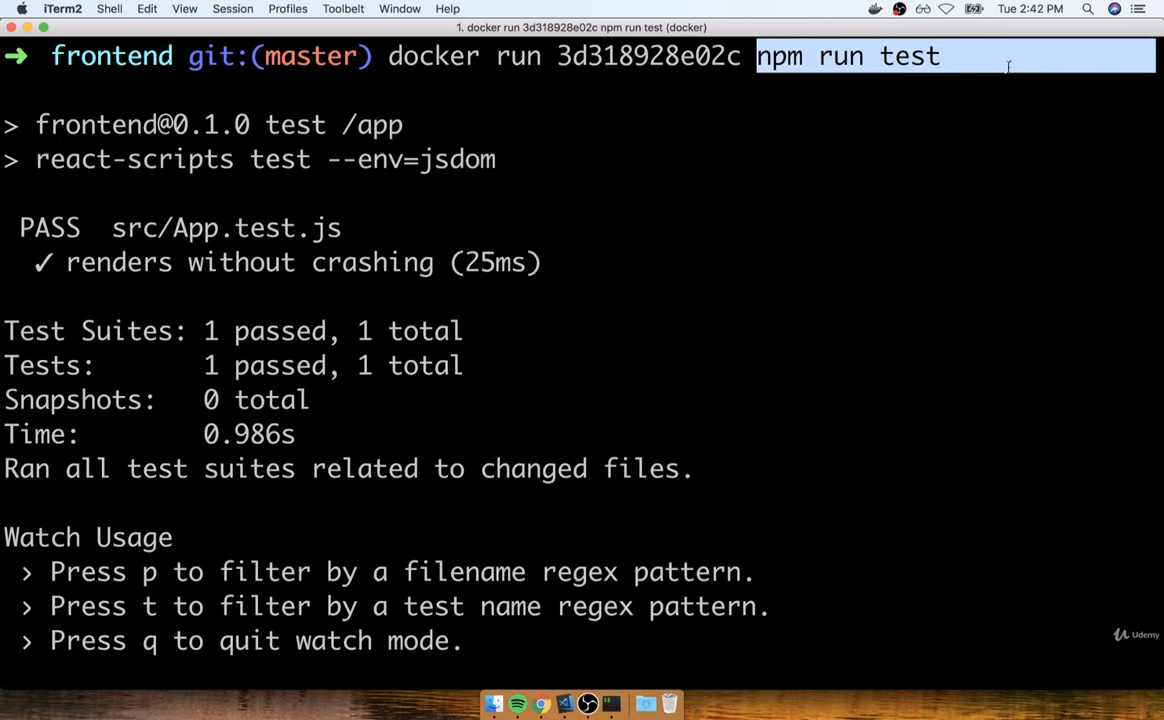 iTerm2 Shell Edit View Session Profiles Toolbelt Window Help Tue 2:42 PM
1. docker run 3d318928e02c npm run test (docker)
➜ frontend git:(master) docker run 3d318928e02c npm run test
> frontend@0.1.0 test /app
> react-scripts test --env=jsdom
PASS src/App.test.js
✓ renders without crashing (25ms)
Test Suites: 1 passed, 1 total
Tests: 1 passed, 1 total
Snapshots: 0 total
Time: 0.986s
Ran all test suites related to changed files.
Watch Usage
› Press p to filter by a filename regex pattern.
› Press t to filter by a test name regex pattern.
› Press q to quit watch mode.
Udemy